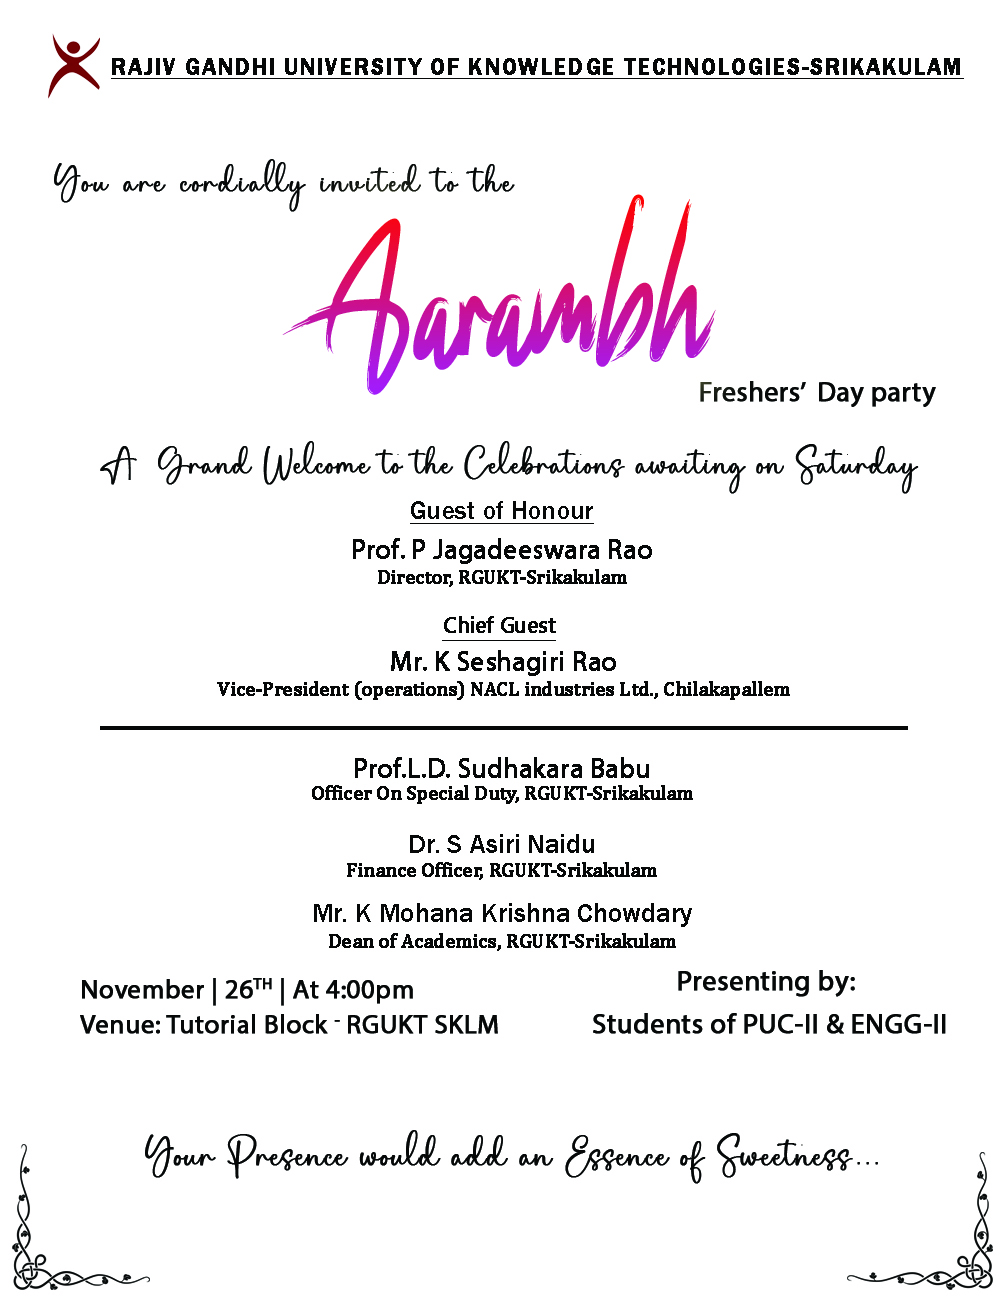 RAJIV GANDHI UNIVERSITY OF KNOWLEDGE TECHNOLOGIES-SRIKAKULAM
You are cordially invited to the
Aarambh
Freshers’ Day party
A Grand Welcome to the Celebrations awaiting on Saturday
Guest of Honour
Prof. P Jagadeeswara Rao
Director, RGUKT-Srikakulam
Chief Guest
Mr. K Seshagiri Rao
Vice-President (operations) NACL industries Ltd., Chilakapallem
Prof.L.D. Sudhakara Babu
Officer On Special Duty, RGUKT-Srikakulam
Dr. S Asiri Naidu
Finance Officer, RGUKT-Srikakulam
Mr. K Mohana Krishna Chowdary
Dean of Academics, RGUKT-Srikakulam
November | 26TH | At 4:00pm
Venue: Tutorial Block - RGUKT SKLM
Presenting by:
Students of PUC-II & ENGG-II
Your Presence would add an Essence of Sweetness...